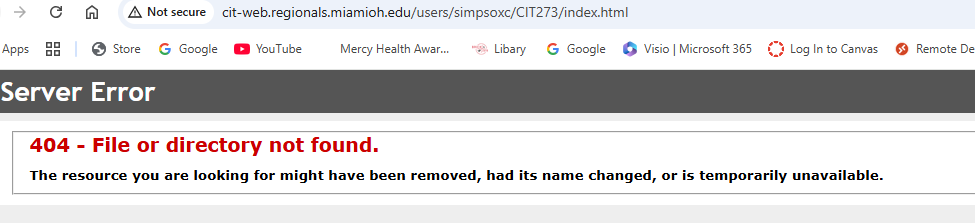 Not secure cit-web.regionals.miamioh.edu/users/simpsoxc/CIT273/index.html
Apps Store Google YouTube Mercy Health Awar... Libary Google Visio | Microsoft 365 Log In to Canvas Remote De
Server Error
404 - File or directory not found.
The resource you are looking for might have been removed, had its name changed, or is temporarily unavailable.